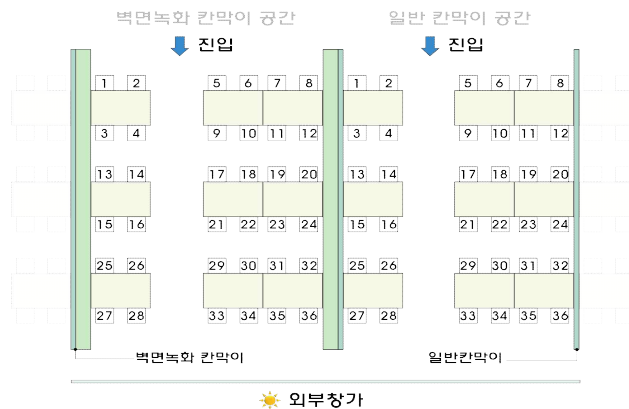 벽면녹화 칸막이 공간 일반 칸막이 공간
진입 진입
1 2 5 6 7 8 1 2 5 6 7 8
3 4 9 10 11 12 3 4 9 10 11 12
13 14 17 18 19 20 13 14 17 18 19 20
15 16 21 22 23 24 15 16 21 22 23 24
25 26 29 30 31 32 25 26 29 30 31 32
27 28 33 34 35 36 27 28 33 34 35 36
벽면녹화 칸막이 일반칸막이
외부창가